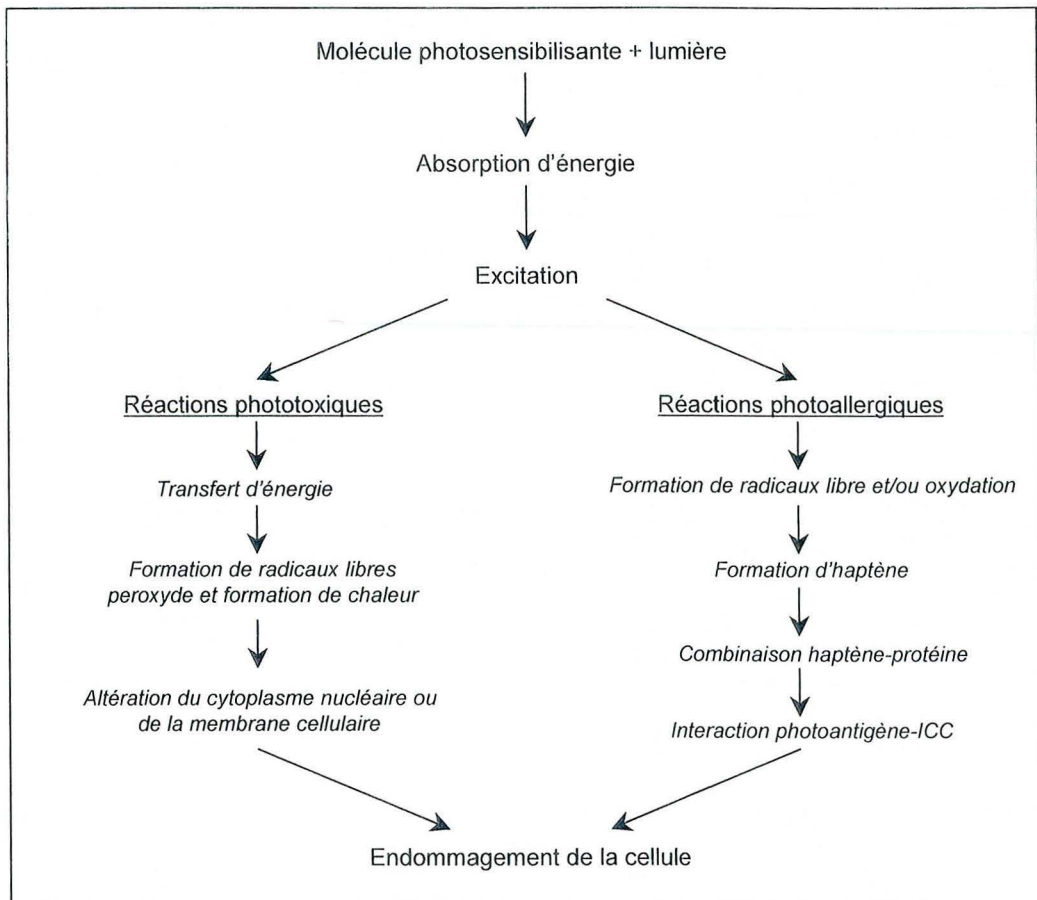 Molécule photosensibilisante + lumière
Absorption d'énergie
Excitation
Réactions phototoxiques
Transfert d'énergie
Formation de radicaux libres
peroxyde et formation de chaleur
Altération du cytoplasme nucléaire ou
de la membrane cellulaire
Réactions photoallergiques
Formation de radicaux libre et/ou oxydation
Formation d'haptène
Combinaison haptène-protéine
Interaction photoantigène-ICC
Endommagement de la cellule